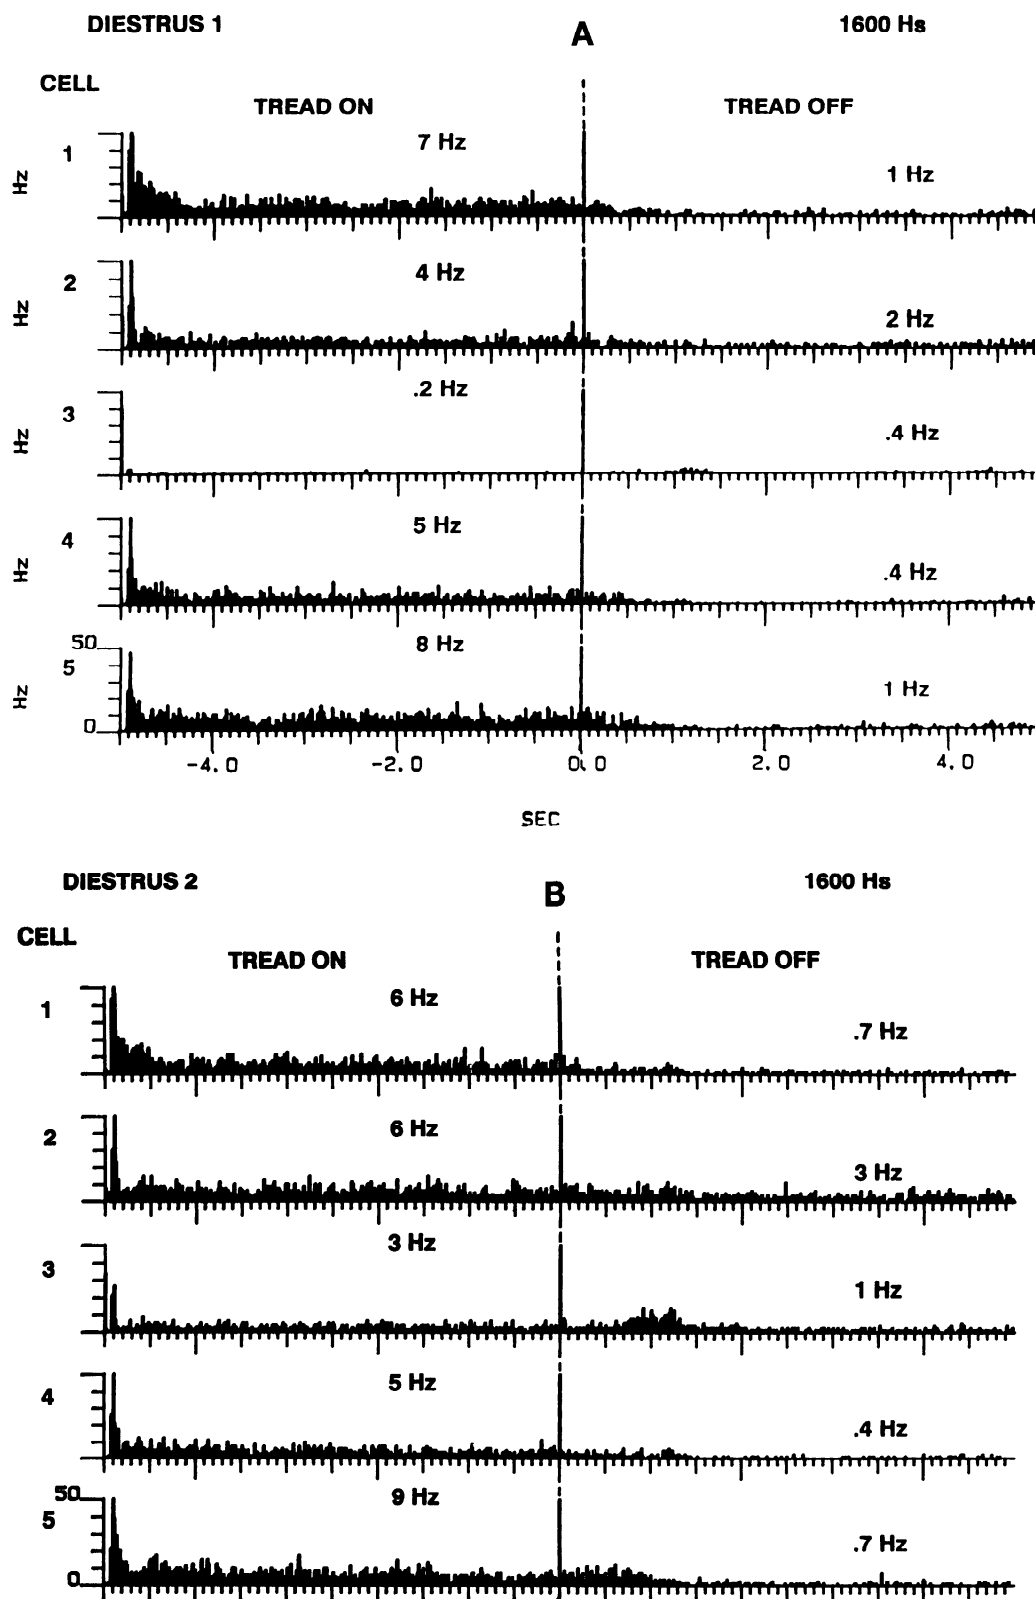 DIESTRUS 1 A 1600 Hs
CELL
TREAD ON TREAD OFF
1 7 Hz 1 Hz
Hz
2 4 Hz 2 Hz
Hz
3 .2 Hz .4 Hz
Hz
4 5 Hz .4 Hz
Hz
50 8 Hz
5 1 Hz
Hz
0
-4.0 -2.0 0.0 2.0 4.0
SEC
DIESTRUS 2 B 1600 Hs
CELL
TREAD ON TREAD OFF
1 6 Hz .7 Hz
2 6 Hz 3 Hz
3 3 Hz 1 Hz
4 5 Hz .4 Hz
50 9 Hz
5 .7 Hz
0